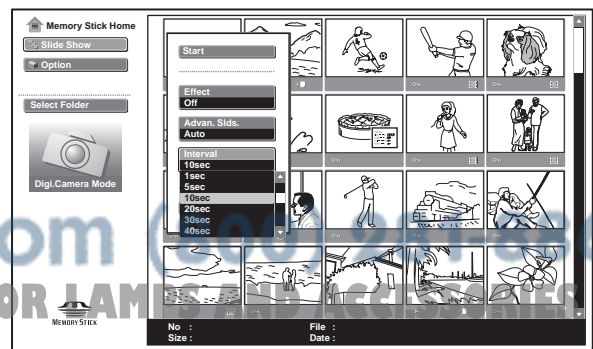 Memory Stick Home
Slide Show
Option
Select Folder
Digi.Camera Mode
MEMORY STICK
Start
Effect
Off
Advan. Slds.
Auto
Interval
10sec
1sec
5sec
10sec
20sec
30sec
40sec
No :
File :
Size :
Date :